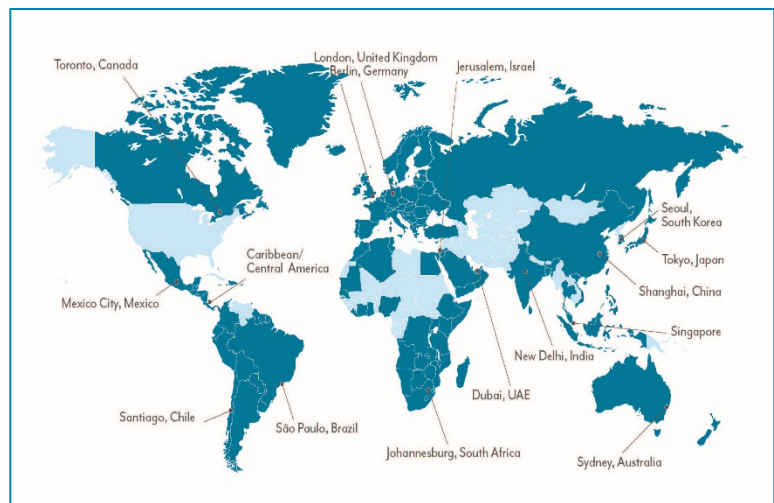 London, United Kingdom
Berlin, Germany
Toronto, Canada
Jerusalem, Israel
Seoul,
South Korea
Caribbean/
Central America
Tokyo, Japan
Mexico City, Mexico
Shanghai, China
Singapore
New Delhi, India
Dubai, UAE
Santiago, Chile
São Paulo, Brazil
Johannesburg, South Africa
Sydney, Australia